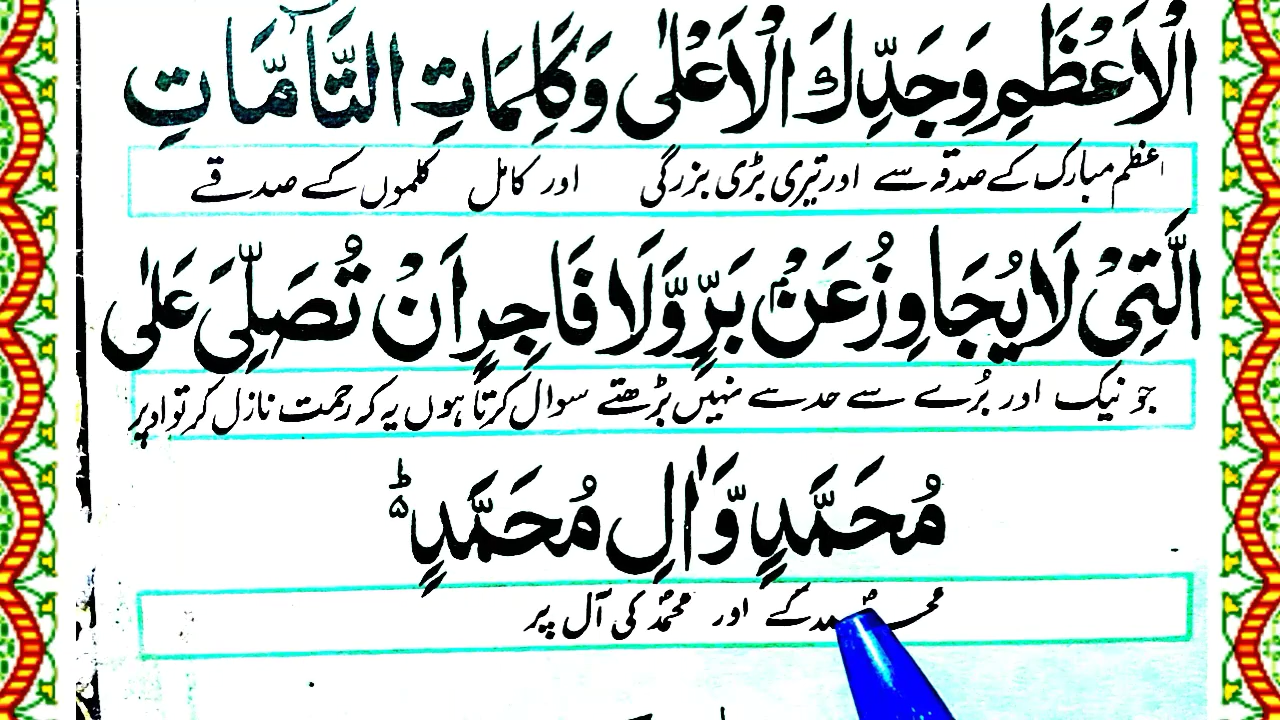 الْاَعْظَمِ وَجَدِّكَ الْاَعْلٰى وَكَلِمَاتِ التَّآمَّاتِ
اعظم مبارک کے صدقہ سے اور تیری بڑی بزرگی اور کامل کلموں کے صدقے
الَّتِىْ لَا يُجَاوِزُ عَنْ بَرٍّ وَّلَا فَاجِرٍ اَنْ تُصَلِّىَ عَلٰى
جو نیک اور بُرے سے حد سے نہیں بڑھتے سوال کرتا ہوں یہ کہ رحمت نازل کر تو اوپر
مُحَمَّدٍ وَّاٰلِ مُحَمَّدٍ ؕ
محمد کے اور محمدؐ کی آل پر